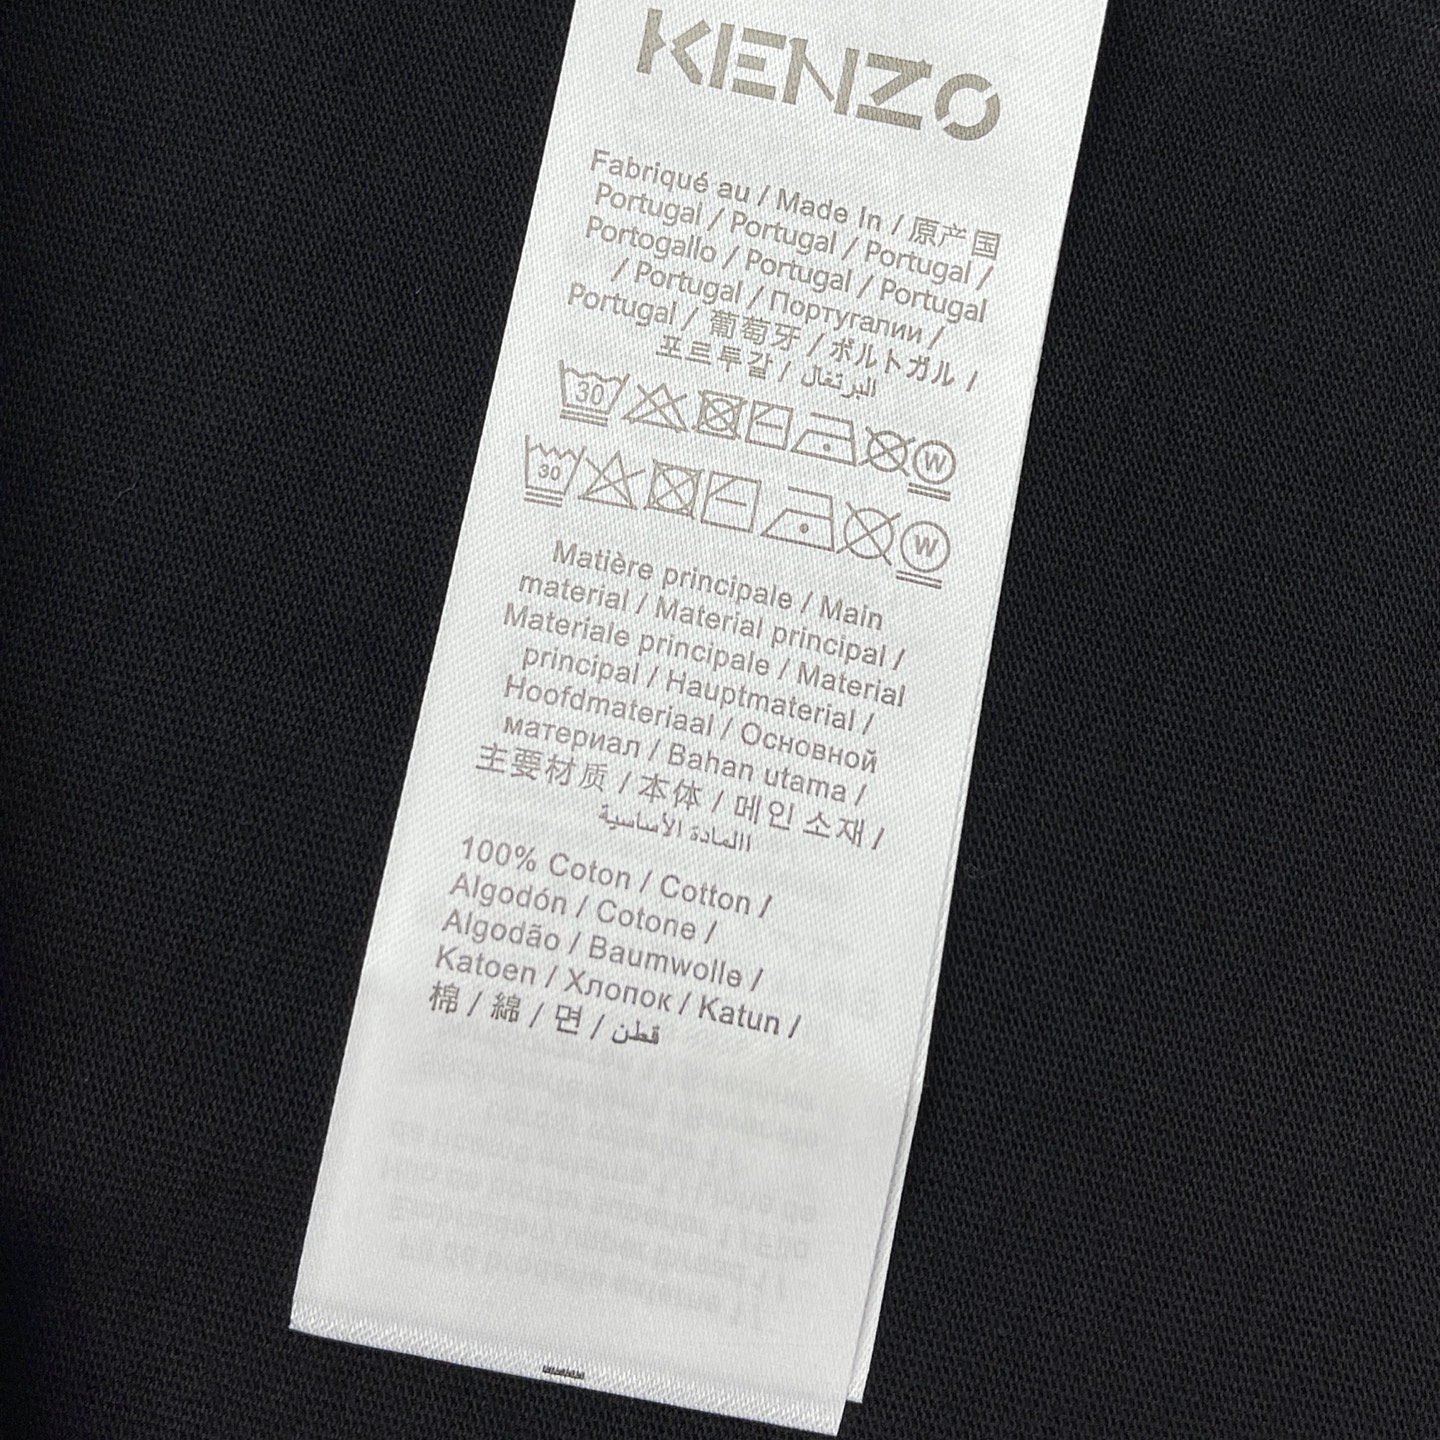 KENZO
Fabriqué au / Made In / 原产国
Portugal / Portugal / Portugal /
Portogallo / Portugal / Portugal
/ Portugal / Португалии /
Portugal / 葡萄牙 / ポルトガル /
포르투갈 / البرتغال
30 W
30 W
Matière principale / Main
material / Material principal /
Materiale principale / Material
principal / Hauptmaterial /
Hoofdmateriaal / Основной
материал / Bahan utama /
主要材质 / 本体 / 메인 소재 /
االمادة الأساسية
100% Coton / Cotton /
Algodón / Cotone /
Algodão / Baumwolle /
Katoen / Хлопок / Katun /
棉 / 綿 / 면 / قطن